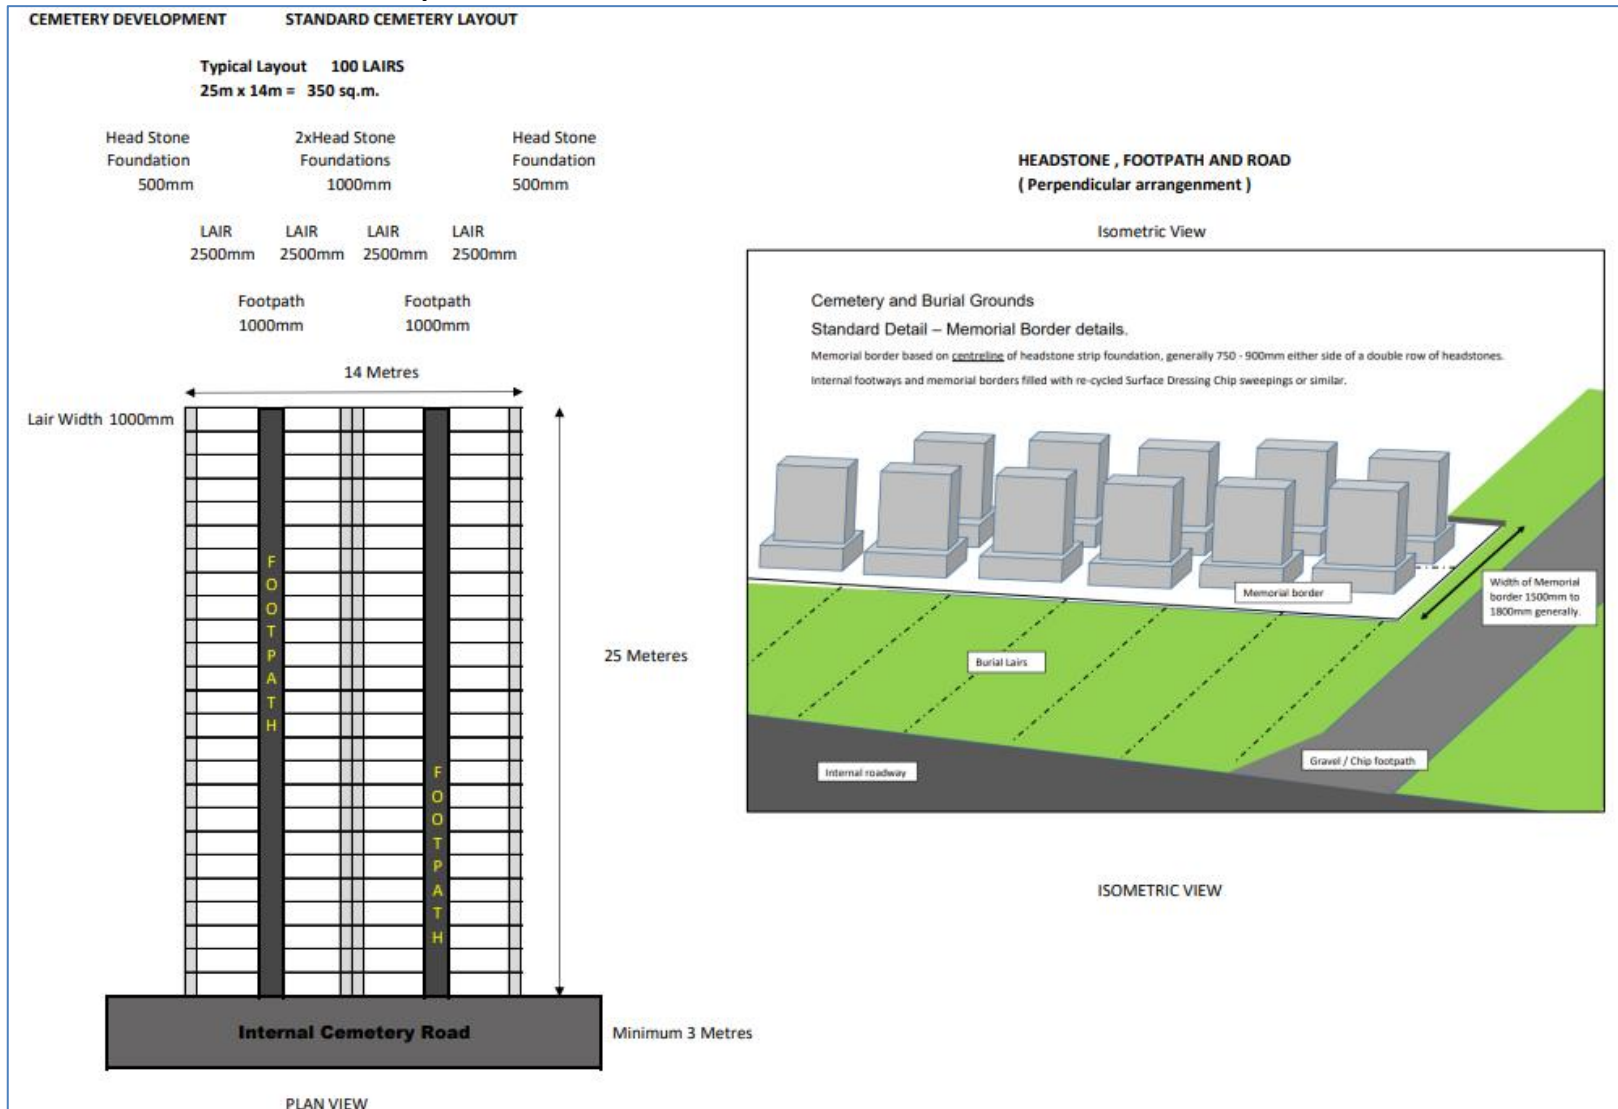 CEMETERY DEVELOPMENT STANDARD CEMETERY LAYOUT
Typical Layout 100 LAIRS
25m x 14m = 350 sq.m.
Head Stone 2xHead Stone Head Stone
Foundation Foundations Foundation
500mm 1000mm 500mm
LAIR LAIR LAIR LAIR
2500mm 2500mm 2500mm 2500mm
Footpath Footpath
1000mm 1000mm
14 Metres
Lair Width 1000mm
FOOTPATH
FOOTPATH
25 Meteres
Internal Cemetery Road
Minimum 3 Metres
PLAN VIEW
HEADSTONE , FOOTPATH AND ROAD
( Perpendicular arrangenment )
Isometric View
Cemetery and Burial Grounds
Standard Detail – Memorial Border details.
Memorial border based on centreline of headstone strip foundation, generally 750 - 900mm either side of a double row of headstones.
Internal footways and memorial borders filled with re-cycled Surface Dressing Chip sweepings or similar.
Memorial border
Width of Memorial
border 1500mm to
1800mm generally.
Burial Lairs
Gravel / Chip footpath
Internal roadway
ISOMETRIC VIEW